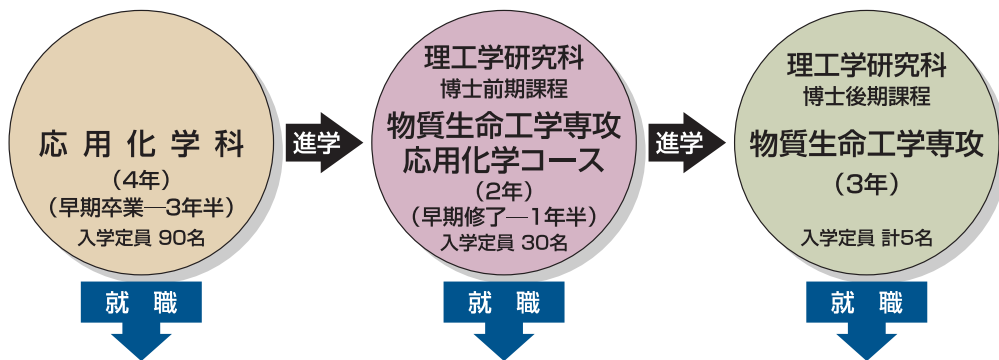 応用化学科
（4年）
（早期卒業―3年半）
入学定員 90名
就職
進学
理工学研究科
博士前期課程
物質生命工学専攻
応用化学コース
（2年）
（早期修了―1年半）
入学定員 30名
就職
進学
理工学研究科
博士後期課程
物質生命工学専攻
（3年）
入学定員 計5名
就職